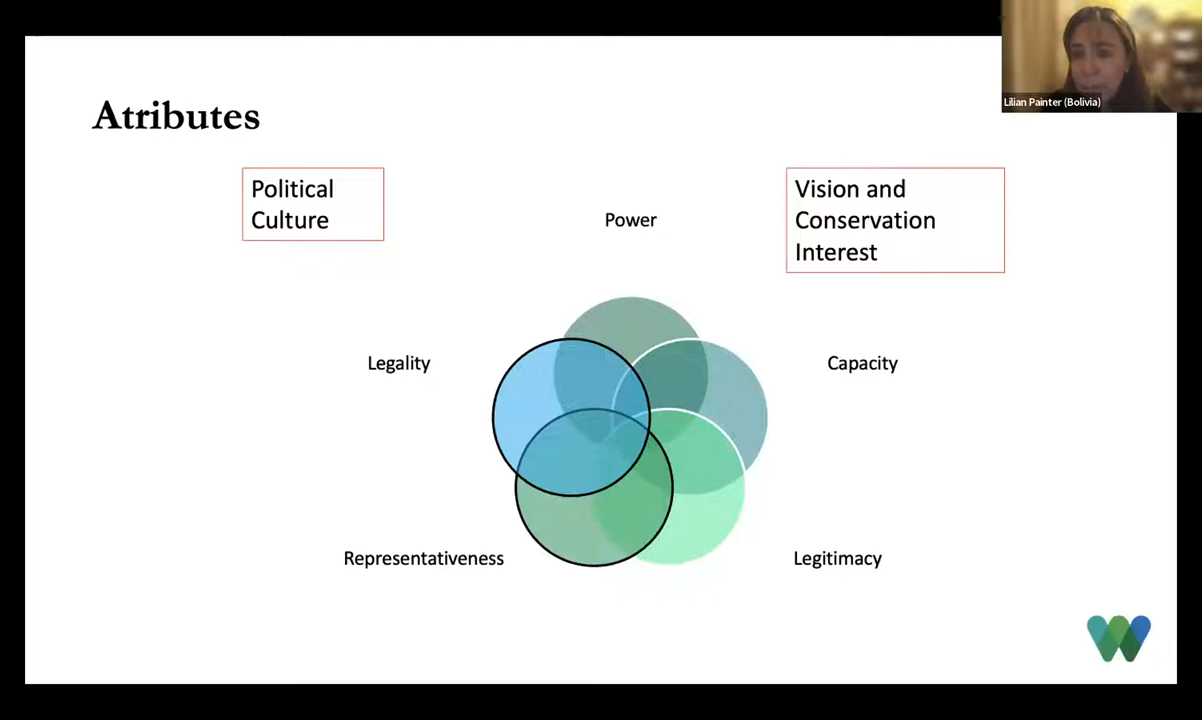 Lilian Painter (Bolivia)
Atributes
Political
Culture
Power
Vision and
Conservation
Interest
Legality
Capacity
Representativeness
Legitimacy